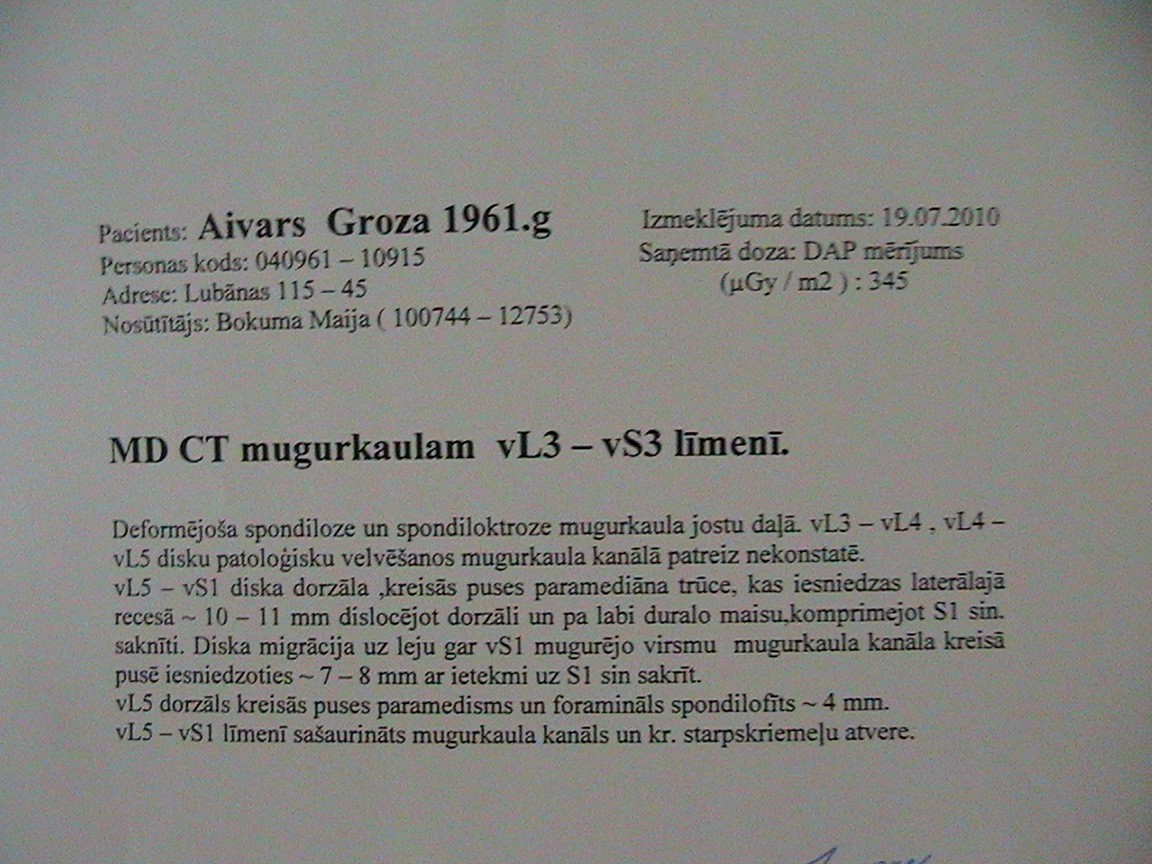 Pacients: Aivars Groza 1961.g
Personas kods: 040961 – 10915
Adrese: Lubānas 115 – 45
Nosūtītājs: Bokuma Maija ( 100744 – 12753)
Izmeklējuma datums: 19.07.2010
Saņemtā doza: DAP mērījums
(µGy / m2 ) : 345
MD CT mugurkaulam vL3 – vS3 līmenī.
Deformējoša spondiloze un spondiloktroze mugurkaula jostu daļā. vL3 – vL4 , vL4 –
vL5 disku patoloģisku velvēšanos mugurkaula kanālā patreiz nekonstatē.
vL5 – vS1 diska dorzāla ,kreisās puses paramediāna trūce, kas iesniedzas laterālajā
recesā ~ 10 – 11 mm dislocējot dorzāli un pa labi duralo maisu,komprimejot S1 sin.
saknīti. Diska migrācija uz leju gar vS1 mugurējo virsmu mugurkaula kanāla kreisā
pusē iesniedzoties ~ 7 – 8 mm ar ietekmi uz S1 sin sakrīt.
vL5 dorzāls kreisās puses paramedisms un foramināls spondilofīts ~ 4 mm.
vL5 – vS1 līmenī sašaurināts mugurkaula kanāls un kr. starpskriemeļu atvere.